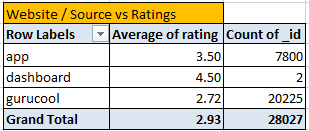 Website / Source vs Ratings
Row Labels Average of rating Count of _id
app 3.50 7800
dashboard 4.50 2
gurucool 2.72 20225
Grand Total 2.93 28027